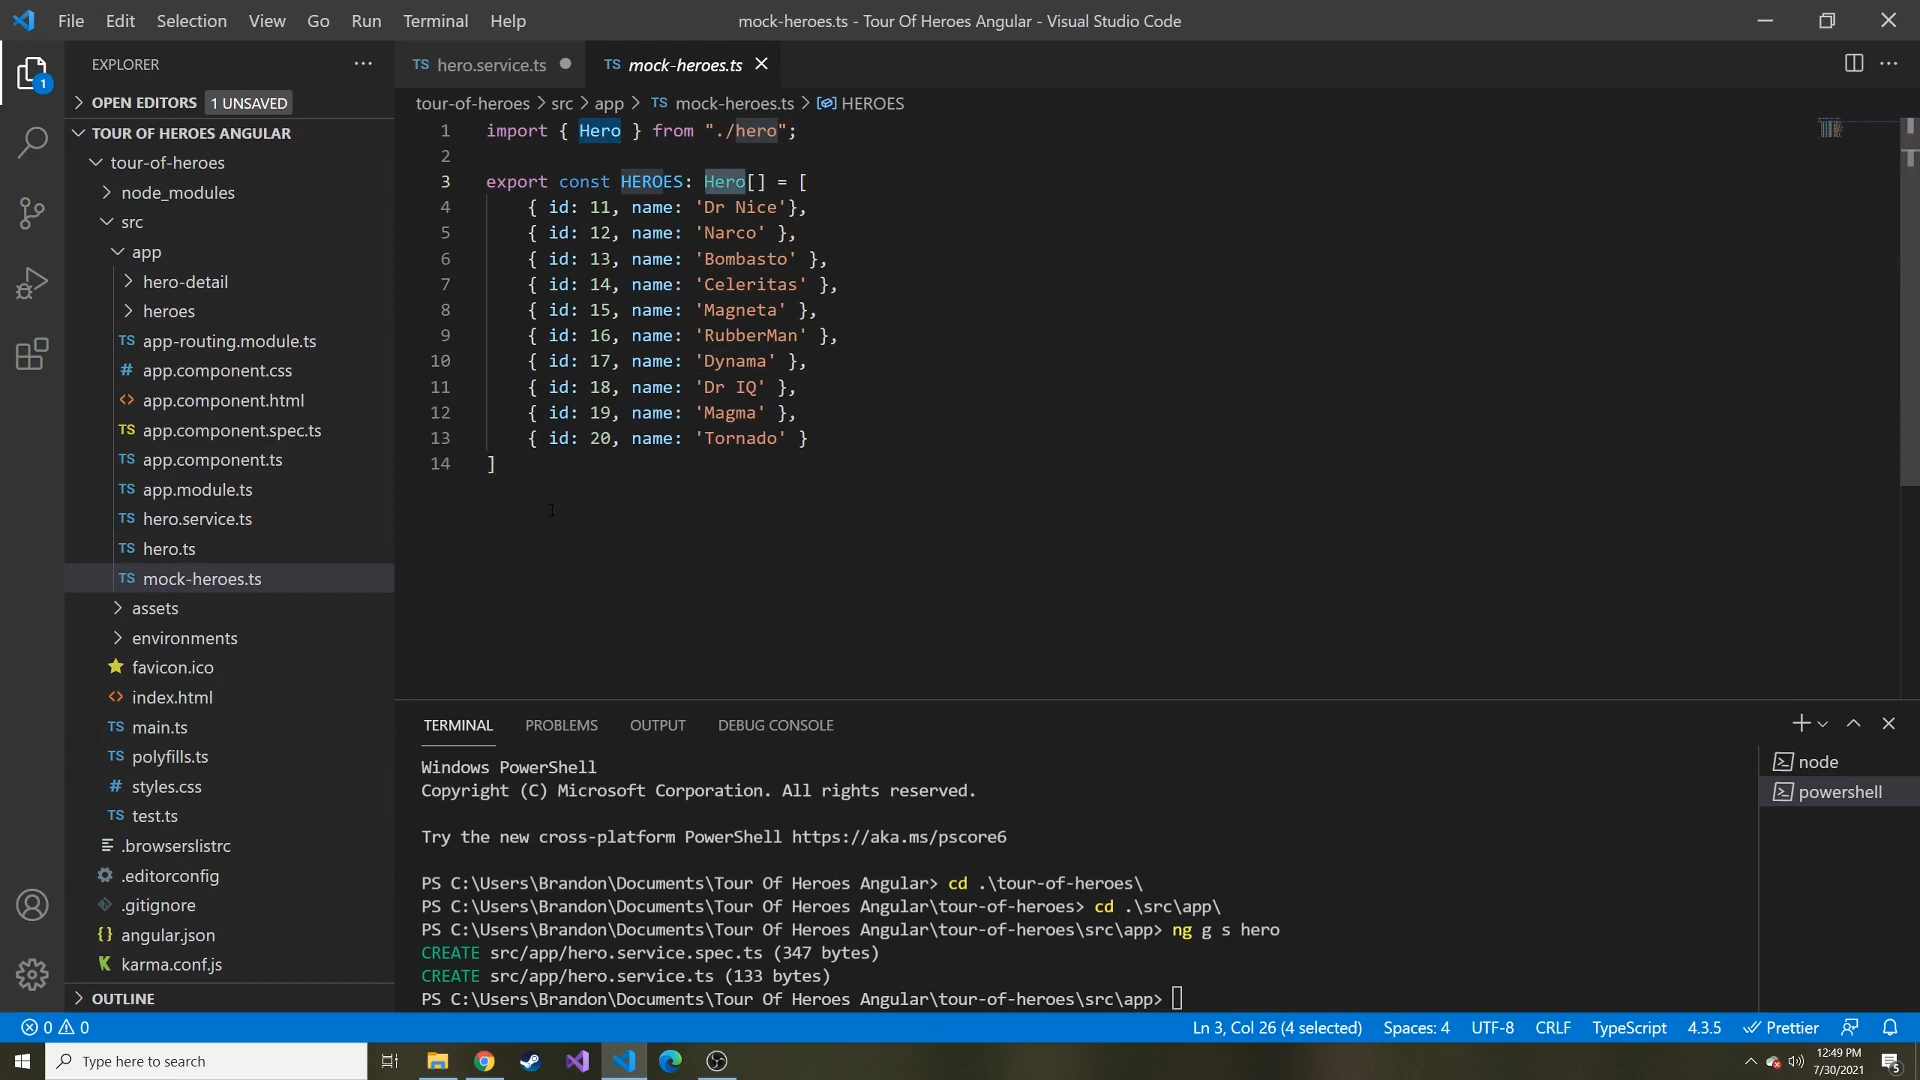 File Edit Selection View Go Run Terminal Help
mock-heroes.ts - Tour Of Heroes Angular - Visual Studio Code
EXPLORER
1
OPEN EDITORS 1 UNSAVED
TOUR OF HEROES ANGULAR
tour-of-heroes
node_modules
src
app
hero-detail
heroes
TS app-routing.module.ts
# app.component.css
<> app.component.html
TS app.component.spec.ts
TS app.component.ts
TS app.module.ts
TS hero.service.ts
TS hero.ts
TS mock-heroes.ts
assets
environments
favicon.ico
<> index.html
TS main.ts
TS polyfills.ts
# styles.css
TS test.ts
.browserslistrc
.editorconfig
.gitignore
{} angular.json
karma.conf.js
OUTLINE
TS hero.service.ts
TS mock-heroes.ts
tour-of-heroes > src > app > TS mock-heroes.ts > HEROES
1 import { Hero } from "./hero";
2
3 export const HEROES: Hero[] = [
4 { id: 11, name: 'Dr Nice'},
5 { id: 12, name: 'Narco' },
6 { id: 13, name: 'Bombasto' },
7 { id: 14, name: 'Celeritas' },
8 { id: 15, name: 'Magneta' },
9 { id: 16, name: 'RubberMan' },
10 { id: 17, name: 'Dynama' },
11 { id: 18, name: 'Dr IQ' },
12 { id: 19, name: 'Magma' },
13 { id: 20, name: 'Tornado' }
14 ]
TERMINAL PROBLEMS OUTPUT DEBUG CONSOLE
Windows PowerShell
Copyright (C) Microsoft Corporation. All rights reserved.
Try the new cross-platform PowerShell https://aka.ms/pscore6
PS C:\Users\Brandon\Documents\Tour Of Heroes Angular> cd .\tour-of-heroes\
PS C:\Users\Brandon\Documents\Tour Of Heroes Angular\tour-of-heroes> cd .\src\app\
PS C:\Users\Brandon\Documents\Tour Of Heroes Angular\tour-of-heroes\src\app> ng g s hero
CREATE src/app/hero.service.spec.ts (347 bytes)
CREATE src/app/hero.service.ts (133 bytes)
PS C:\Users\Brandon\Documents\Tour Of Heroes Angular\tour-of-heroes\src\app>
node
powershell
0 0
Ln 3, Col 26 (4 selected) Spaces: 4 UTF-8 CRLF TypeScript 4.3.5 Prettier
Type here to search
12:49 PM
7/30/2021
5